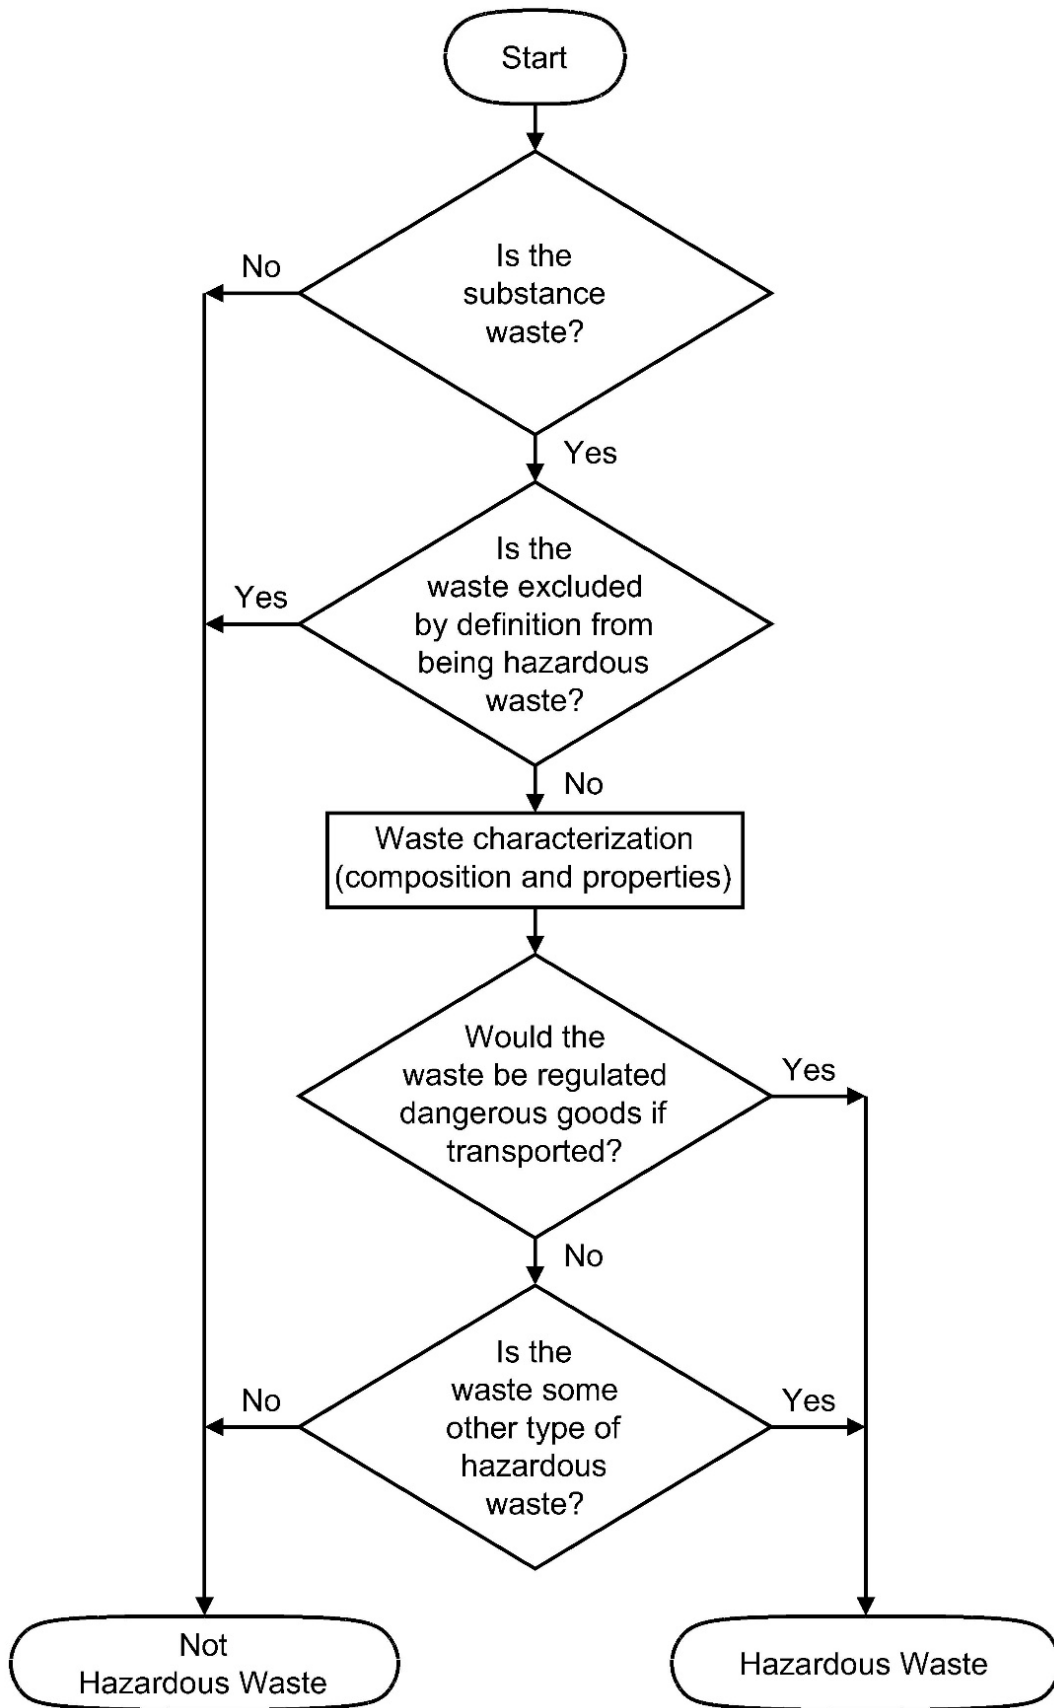 Start
Is the
substance
waste?
No
Yes
Is the
waste excluded
by definition from
being hazardous
waste?
Yes
No
Waste characterization
(composition and properties)
Would the
waste be regulated
dangerous goods if
transported?
Yes
No
Is the
waste some
other type of
hazardous
waste?
No
Yes
Not
Hazardous Waste
Hazardous Waste